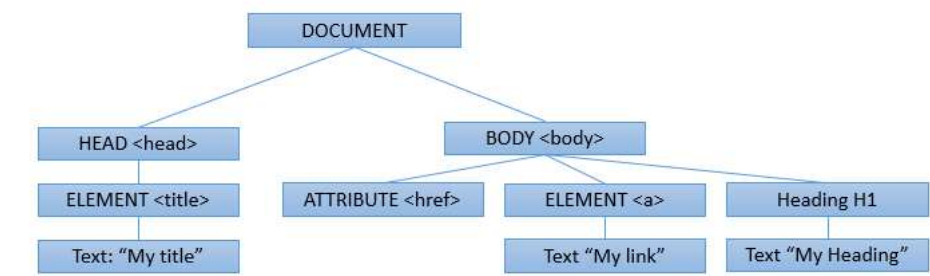 DOCUMENT
HEAD <head>
BODY <body>
ELEMENT <title>
ATTRIBUTE <href>
ELEMENT <a>
Heading H1
Text: “My title”
Text “My link”
Text “My Heading”